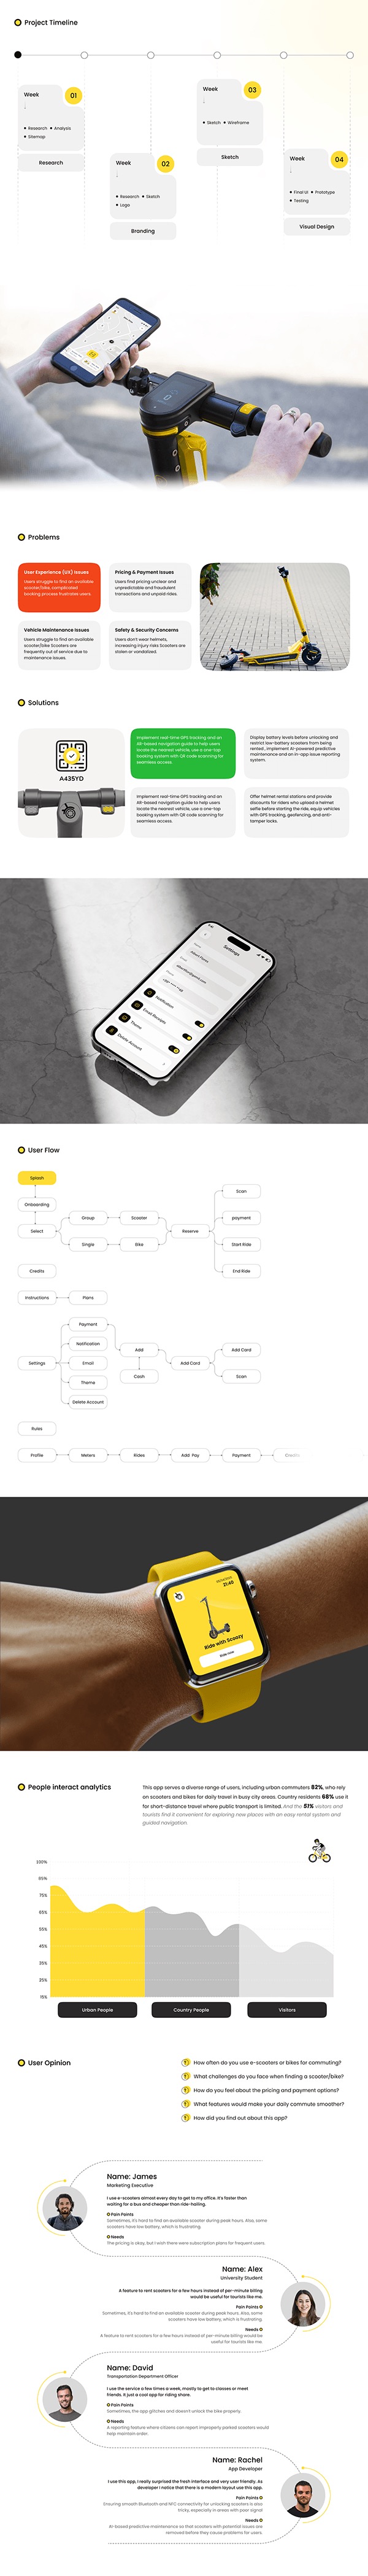 Project Timeline
Week
01
Research
Analysis
Sitemap
Research
Week
02
Research
Sketch
Logo
Branding
Week
03
Sketch
Wireframe
Sketch
Week
04
Final UI
Prototype
Testing
Visual Design
Problems
User Experience (UX) Issues
Users struggle to find an available
scooter/bike, complicated
booking process frustrates users.
Pricing & Payment Issues
Users find pricing unclear and
unpredictable and fraudulent
transactions and unpaid rides.
Vehicle Maintenance Issues
Users struggle to find an available
scooter/bike Scooters are
frequently out of service due to
maintenance issues.
Safety & Security Concerns
Users don't wear helmets,
increasing injury risk Scooters are
stolen or vandalized.
Solutions
A435YD
Implement real-time GPS tracking and an
AR-based navigation guide to help users
locate the nearest vehicle, use a one-tap
booking system with QR code scanning for
seamless access.
Display battery levels before unlocking and
restrict low-battery scooters from being
rented., Implement AI-powered predictive
maintenance and an in-app issue reporting
system.
Implement real-time GPS tracking and an
AR-based navigation guide to help users
locate the nearest vehicle, use a one-tap
booking system with QR code scanning for
seamless access.
Offer helmet rental stations and provide
discounts for riders who upload a helmet
selfie before starting the ride, equip vehicles
with GPS tracking, geofencing, and anti-
tamper locks.
Settings
Notification
Email Receipts
Theme
Delete Account
User Flow
Splash
Onboarding
Select
Group
Single
Scooter
Bike
Reserve
Scan
payment
Start Ride
End Ride
Credits
Instructions
Plans
Settings
Payment
Notification
Email
Theme
Delete Account
Add
Cash
Add Card
Add Card
Scan
Rules
Profile
Meters
Rides
Add Pay
Payment
Credits
21:40
Ride with Scoozy
Ride now
People interact analytics
This app serves a diverse range of users, including urban commuters 82%, who rely
on scooters and bikes for daily travel in busy city areas. Country residents 68% use it
for short-distance travel where public transport is limited. And the 51% visitors and
tourists find it convenient for exploring new places with an easy rental system and
guided navigation.
100%
85%
75%
65%
55%
45%
35%
25%
15%
Urban People
Country People
Visitors
User Opinion
How often do you use e-scooters or bikes for commuting?
What challenges do you face when finding a scooter/bike?
How do you feel about the pricing and payment options?
What features would make your daily commute smoother?
How did you find out about this app?
Name: James
Marketing Executive
I use e-scooters almost every day to get to my office. It's faster than
waiting for a bus and cheaper than ride-hailing.
Pain Points
Sometimes, it's hard to find an available scooter during peak hours. Also, some
scooters have low battery, which is frustrating.
Needs
The pricing is okay, but I wish there were subscription plans for frequent users.
Name: Alex
University Student
A feature to rent scooters for a few hours instead of per-minute billing
would be useful for tourists like me.
Pain Points
Sometimes, it's hard to find an available scooter during peak hours. Also, some
scooters have low battery, which is frustrating.
Needs
A feature to rent scooters for a few hours instead of per-minute billing would be
useful for tourists like me.
Name: David
Transportation Department Officer
I use the service a few times a week, mostly to get to classes or meet
friends. It just a cool app for riding share.
Pain Points
Sometimes, the app glitches and doesn't unlock the bike properly.
Needs
A reporting feature where citizens can report improperly parked scooters would
help maintain order.
Name: Rachel
App Developer
I use this app, I really surprised the fresh interface and very user friendly. As
developer I notice that there is a modern layout use this app.
Pain Points
Ensuring smooth Bluetooth and NFC connectivity for unlocking scooters is also
tricky, especially in areas with poor signal
Needs
AI-based predictive maintenance so that scooters with potential issues are
removed before they cause problems for users.